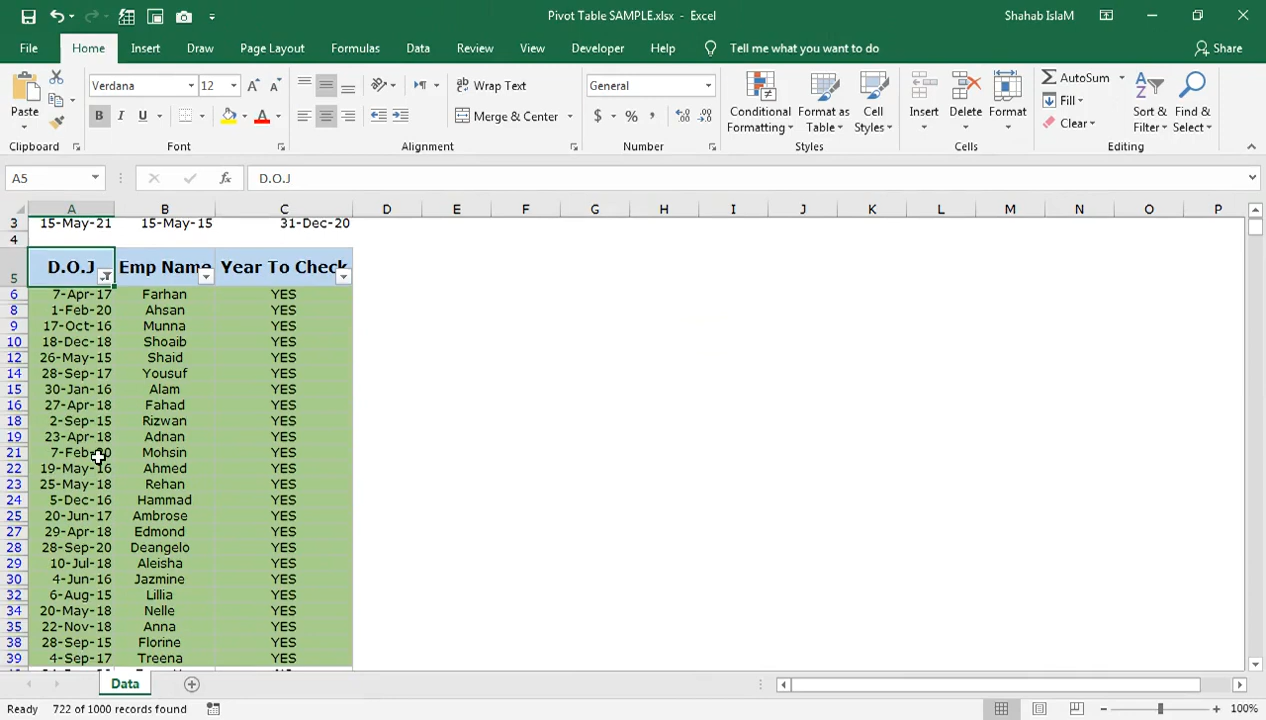 Pivot Table SAMPLE.xlsx - Excel
Shahab IslaM
File Home Insert Draw Page Layout Formulas Data Review View Developer Help Tell me what you want to do Share
Paste
Clipboard
Verdana 12
B I U A
Font
Wrap Text
Merge & Center
Alignment
General
$ % ,
Number
Conditional Formatting
Format as Table
Cell Styles
Styles
Insert
Delete
Format
Cells
AutoSum
Fill
Clear
Sort & Filter
Find & Select
Editing
A5 fx D.O.J
A B C D E F G H I J K L M N O P
3 15-May-21 15-May-15 31-Dec-20
4
5 D.O.J Emp Name Year To Check
6 7-Apr-17 Farhan YES
8 1-Feb-20 Ahsan YES
9 17-Oct-16 Munna YES
10 18-Dec-18 Shoaib YES
12 26-May-15 Shaid YES
14 28-Sep-17 Yousuf YES
15 30-Jan-16 Alam YES
16 27-Apr-18 Fahad YES
18 2-Sep-15 Rizwan YES
19 23-Apr-18 Adnan YES
21 7-Feb-20 Mohsin YES
22 19-May-16 Ahmed YES
23 25-May-18 Rehan YES
24 5-Dec-16 Hammad YES
25 20-Jun-17 Ambrose YES
27 29-Apr-18 Edmond YES
28 28-Sep-20 Deangelo YES
29 10-Jul-18 Aleisha YES
30 4-Jun-16 Jazmine YES
32 6-Aug-15 Lillia YES
34 20-May-18 Nelle YES
35 22-Nov-18 Anna YES
38 28-Sep-15 Florine YES
39 4-Sep-17 Treena YES
Data
Ready 722 of 1000 records found 100%